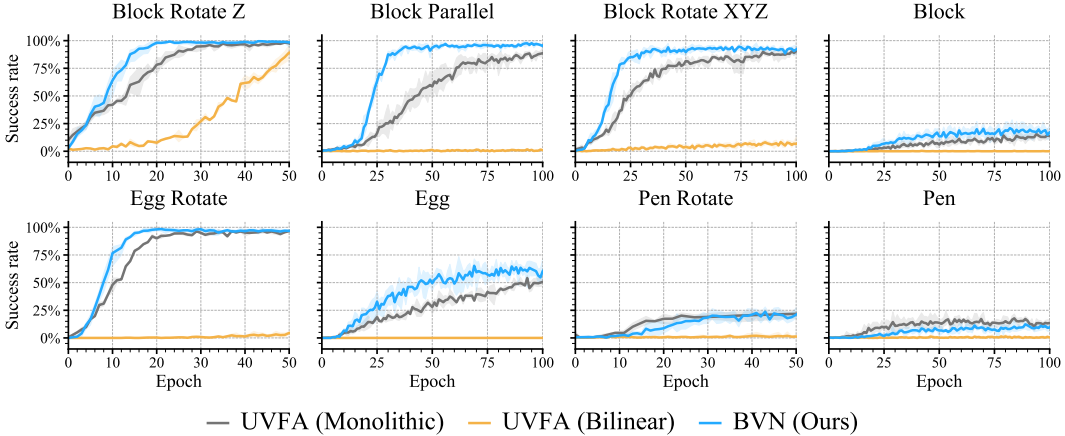 Block Rotate Z
Block Parallel
Block Rotate XYZ
Block
Success rate
100%
75%
50%
25%
0%
0 10 20 30 40 50
0 25 50 75 100
0 25 50 75 100
0 25 50 75 100
Egg Rotate
Egg
Pen Rotate
Pen
Success rate
100%
75%
50%
25%
0%
0 10 20 30 40 50
0 25 50 75 100
0 10 20 30 40 50
0 25 50 75 100
Epoch
Epoch
Epoch
Epoch
UVFA (Monolithic)
UVFA (Bilinear)
BVN (Ours)